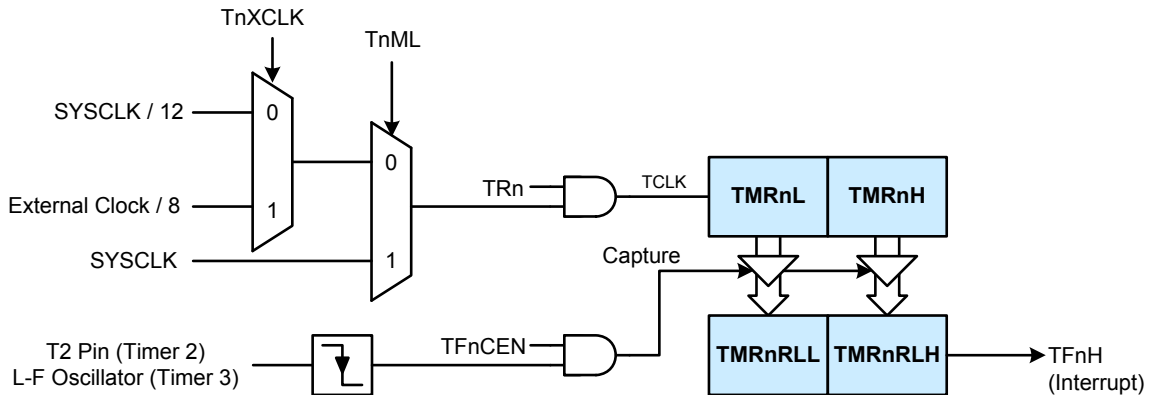 TnXCLK
TnML
SYSCLK / 12
0
0
TRn
TCLK
TMRnL
TMRnH
External Clock / 8
1
SYSCLK
1
Capture
T2 Pin (Timer 2)
L-F Oscillator (Timer 3)
TFnCEN
TMRnRLL
TMRnRLH
TFnH
(Interrupt)